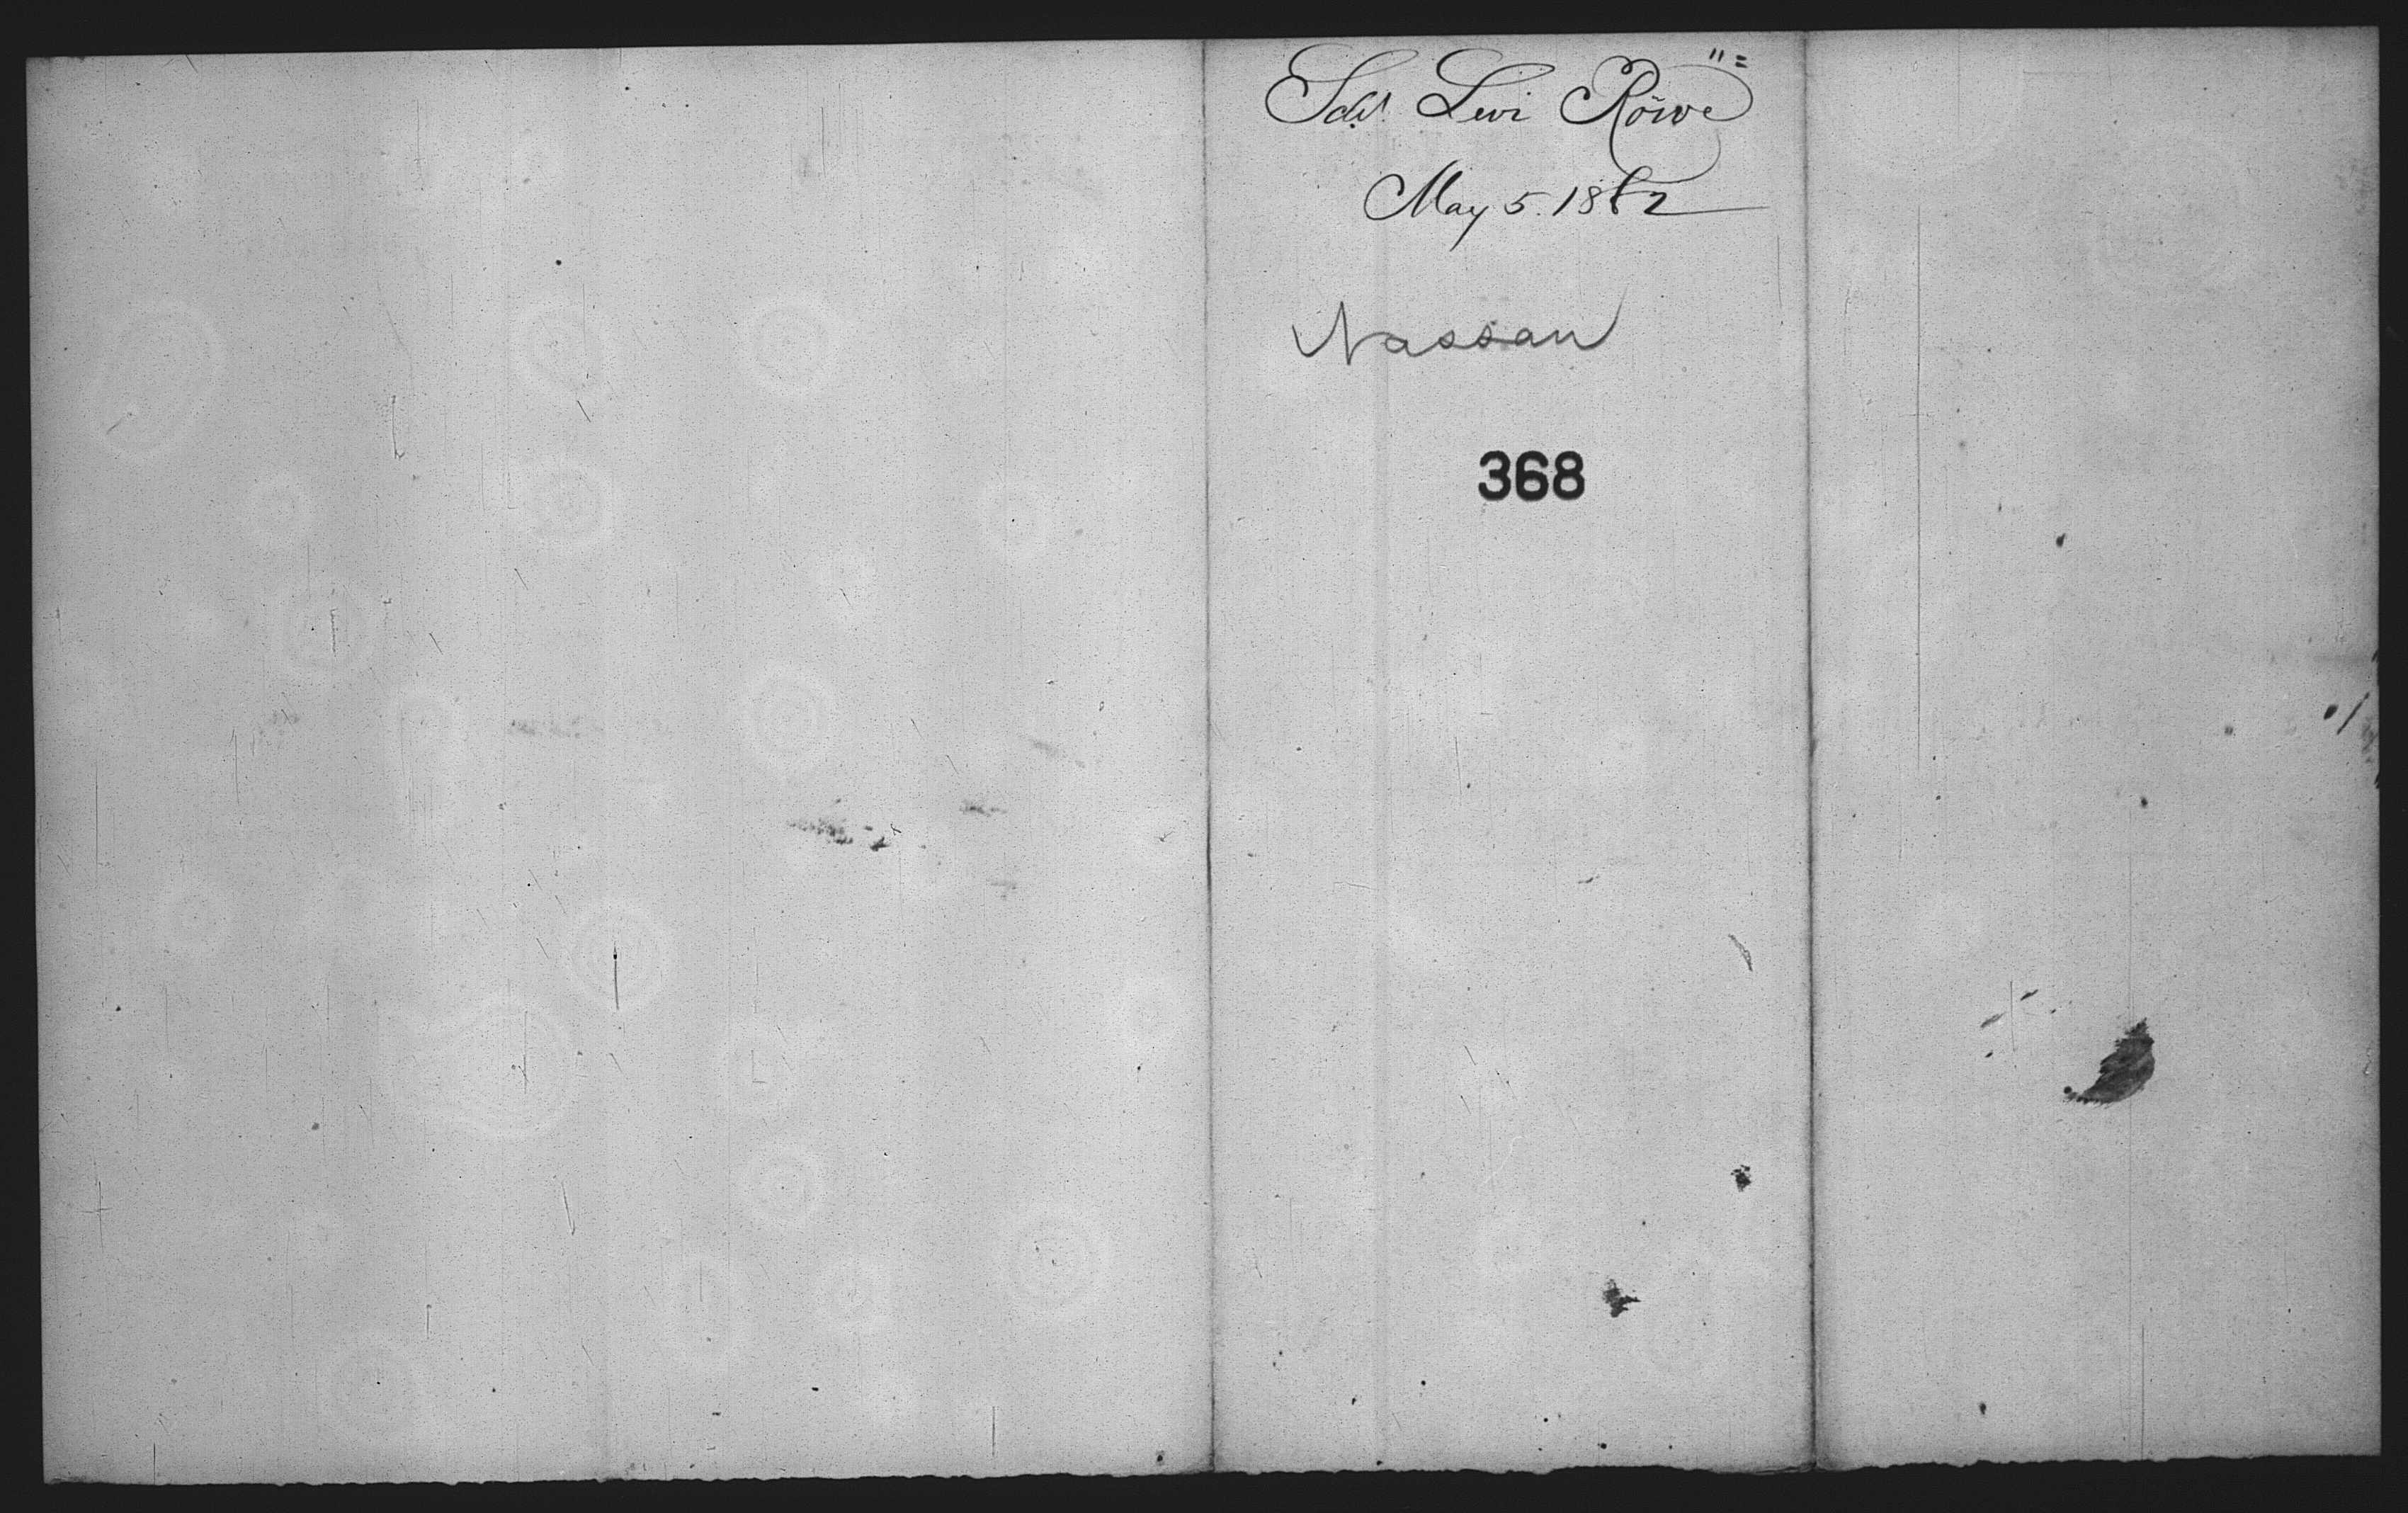 Schr. Levi Rowe
May 5. 1862
Nassau
368